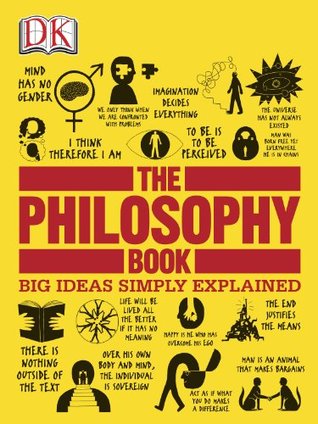 DK
MIND
HAS NO
GENDER
WE ONLY THINK WHEN
WE ARE CONFRONTED
WITH PROBLEMS
IMAGINATION
DECIDES
EVERYTHING
THE UNIVERSE
HAS NOT ALWAYS
EXISTED
I THINK
THEREFORE I AM
TO BE IS
TO BE
PERCEIVED
MAN WAS
BORN FREE YET
EVERYWHERE
HE IS IN CHAINS
THE
PHILOSOPHY
BOOK
BIG IDEAS SIMPLY EXPLAINED
LIFE WILL BE
LIVED ALL
THE BETTER
IF IT HAS NO
MEANING
HAPPY IS HE WHO HAS
OVERCOME HIS EGO
THE END
JUSTIFIES
THE MEANS
THERE IS
NOTHING
OUTSIDE OF
THE TEXT
OVER HIS OWN
BODY AND MIND,
THE INDIVIDUAL
IS SOVEREIGN
ACT AS IF WHAT
YOU DO MAKES
A DIFFERENCE
MAN IS AN ANIMAL
THAT MAKES BARGAINS